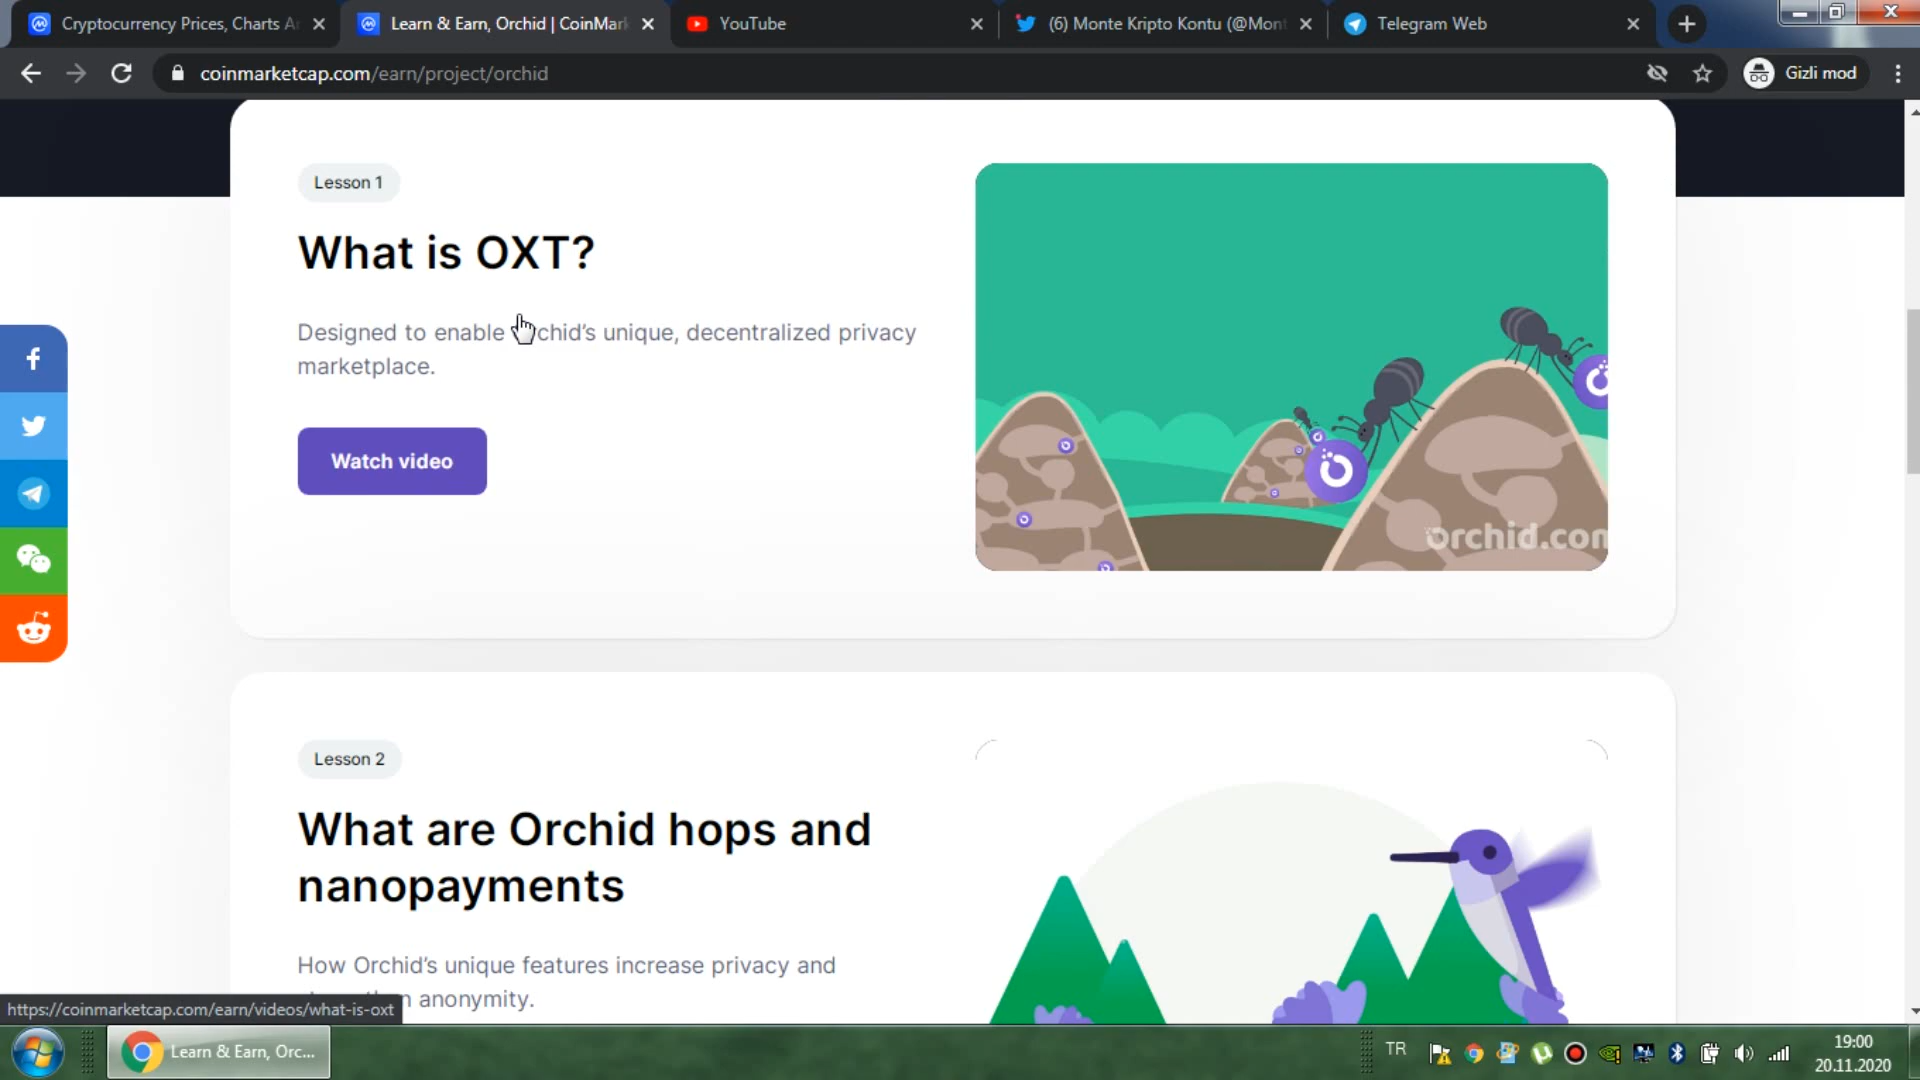 Cryptocurrency Prices, Charts A
Learn & Earn, Orchid | CoinMark
YouTube
(6) Monte Kripto Kontu (@Mont
Telegram Web
coinmarketcap.com/earn/project/orchid
Gizli mod
Lesson 1
What is OXT?
Designed to enable Orchid's unique, decentralized privacy
marketplace.
Watch video
orchid.com
Lesson 2
What are Orchid hops and
nanopayments
How Orchid's unique features increase privacy and
anonymity.
https://coinmarketcap.com/earn/videos/what-is-oxt
Learn & Earn, Orc...
TR
19:00
20.11.2020